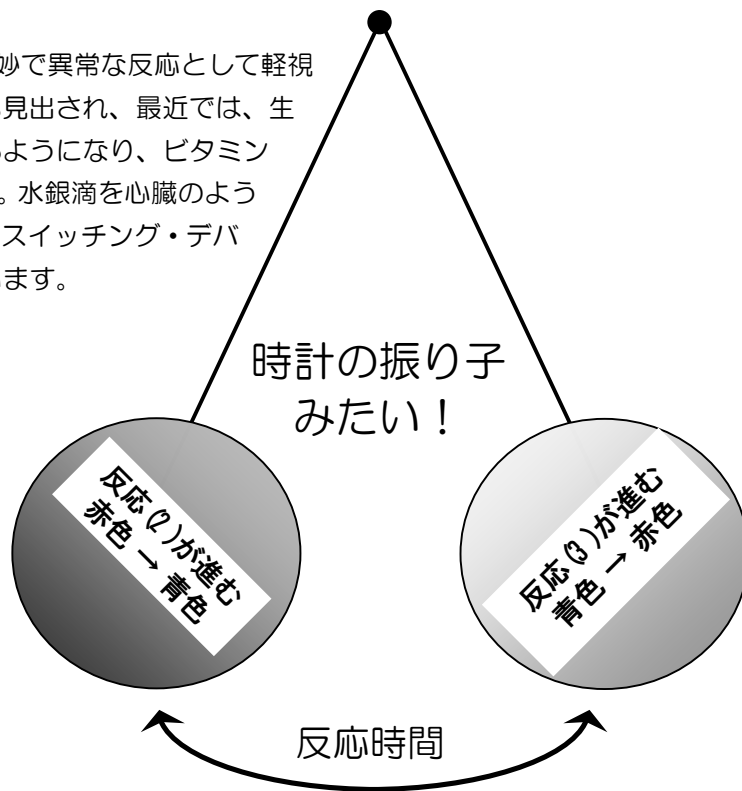 妙で異常な反応として軽視
見出され、最近では、生
ようになり、ビタミン
。水銀滴を心臓のよう
スイッチング・デバ
ます。
時計の振り子
みたい！
反応(2)が進む
赤色 → 青色
反応(3)が進む
青色 → 赤色
反応時間